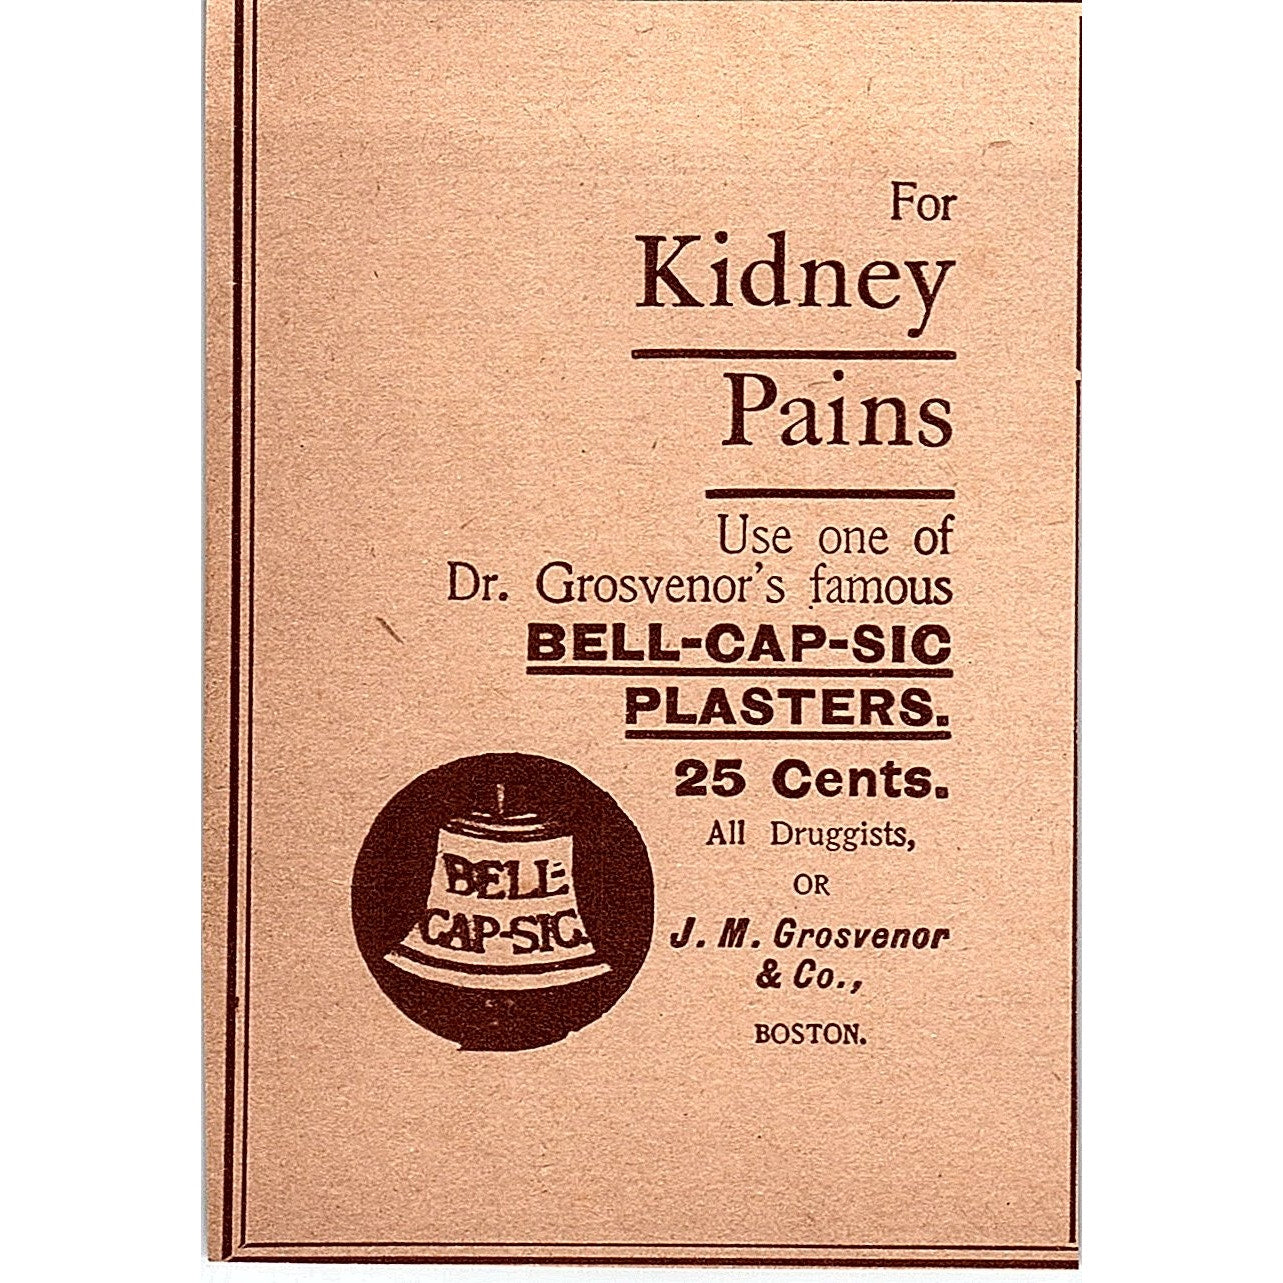 For
Kidney
Pains
Use one of
Dr. Grosvenor's famous
BELL-CAP-SIC
PLASTERS.
25 Cents.
All Druggists,
OR
J. M. Grosvenor
& Co.,
BOSTON.
BELL-
CAP-SIC.